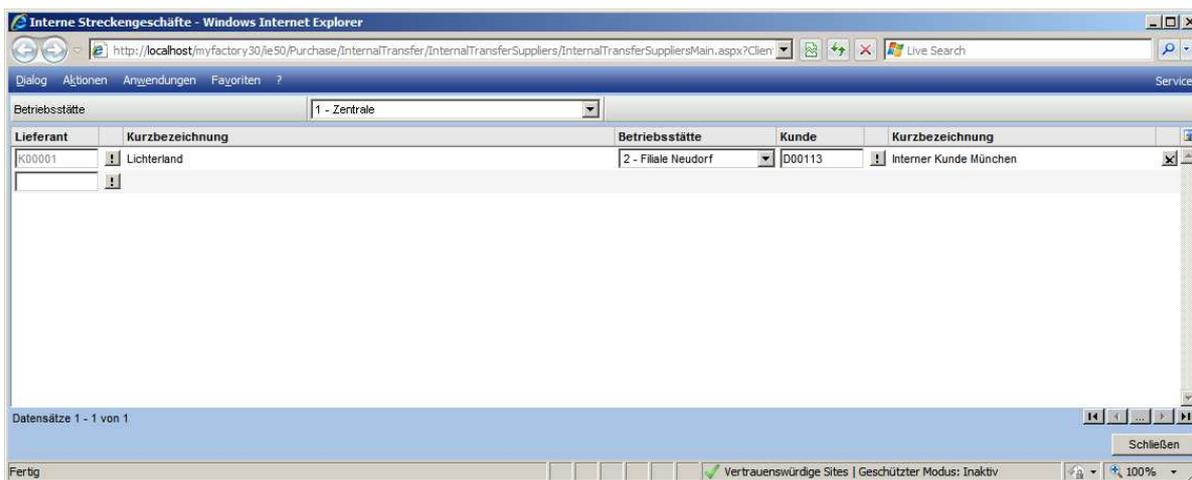 Interne Streckengeschäfte - Windows Internet Explorer
http://localhost/myfactory30/ie50/Purchase/InternalTransfer/InternalTransferSuppliers/InternalTransferSuppliersMain.aspx?Clien
Live Search
Dialog Aktionen Anwendungen Favoriten ? Service
Betriebsstätte 1 - Zentrale
Lieferant Kurzbezeichnung Betriebsstätte Kunde Kurzbezeichnung
K00001 ! Lichterland 2 - Filiale Neudorf D00113 ! Interner Kunde München
!
Datensätze 1 - 1 von 1 ...
Schließen
Fertig Vertrauenswürdige Sites | Geschützter Modus: Inaktiv 100%